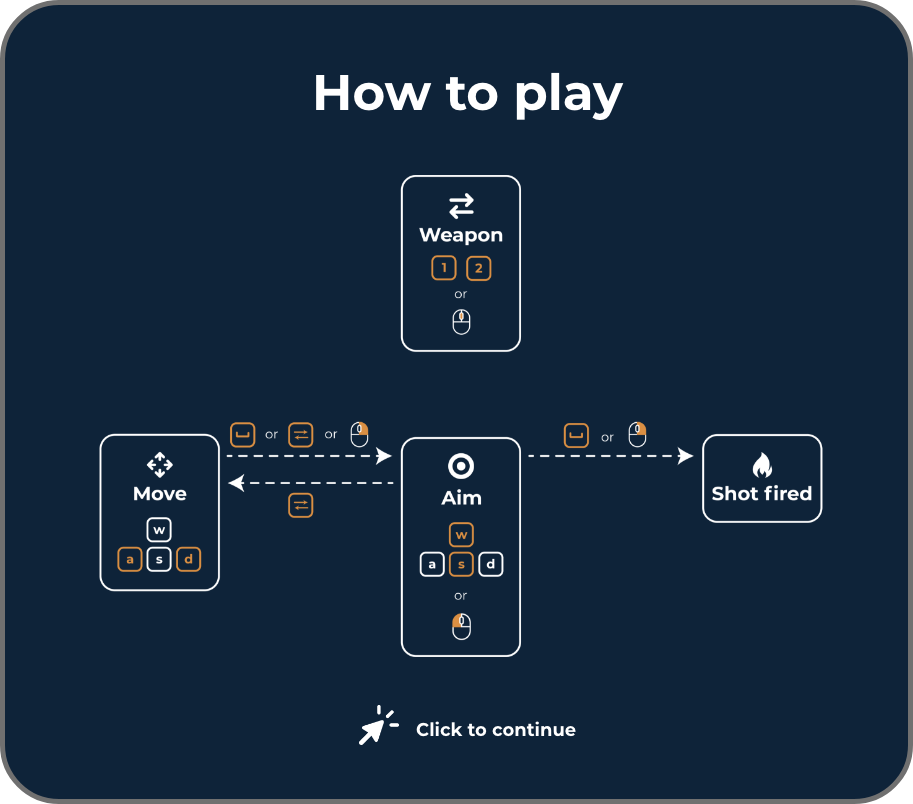 How to play
Weapon
1 2
or
or or
or
Move
w
a s d
Aim
w
a s d
or
Shot fired
Click to continue